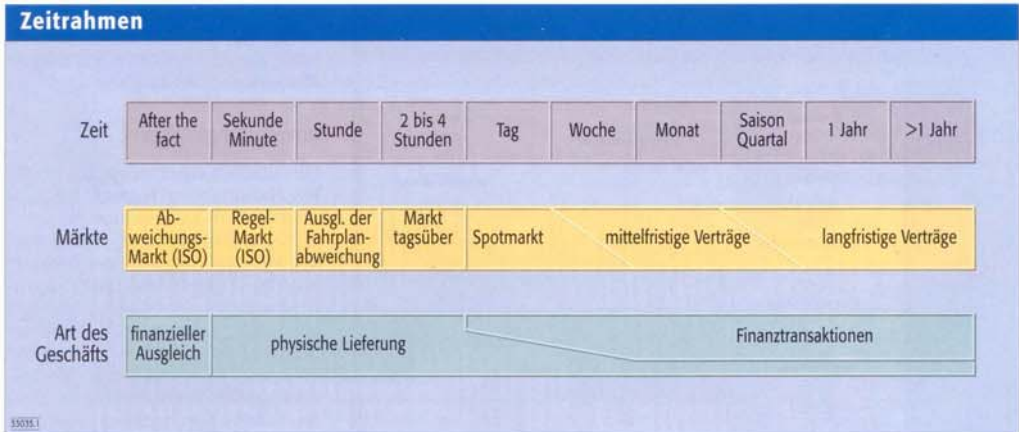 Zeitrahmen
Zeit
After the
fact
Sekunde
Minute
Stunde
2 bis 4
Stunden
Tag
Woche
Monat
Saison
Quartal
1 Jahr
>1 Jahr
Märkte
Ab-
weichungs-
Markt (ISO)
Regel-
Markt
(ISO)
Ausgl. der
Fahrplan-
abweichung
Markt
tagsüber
Spotmarkt
mittelfristige Verträge
langfristige Verträge
Art des
Geschäfts
finanzieller
Ausgleich
physische Lieferung
Finanztransaktionen